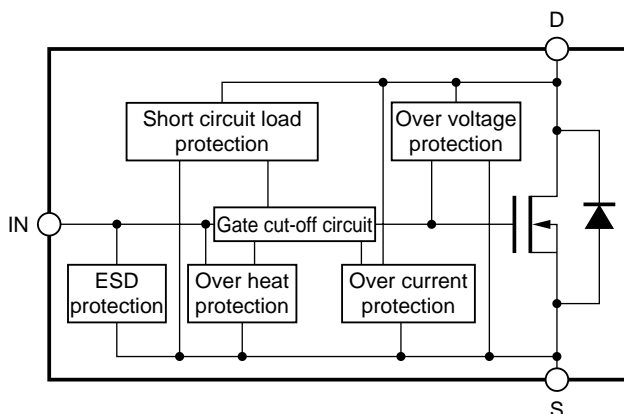 D
Short circuit load
protection
Over voltage
protection
IN
Gate cut-off circuit
ESD
protection
Over heat
protection
Over current
protection
S